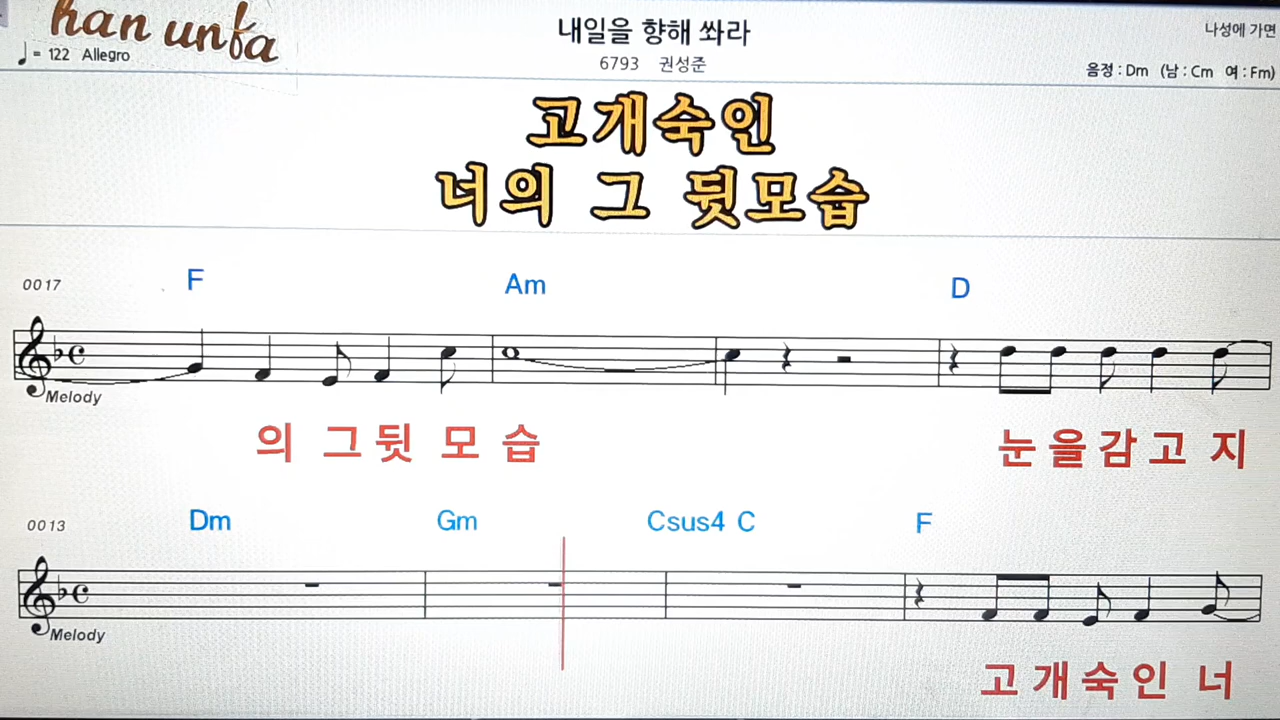 han unfa
♩= 122 Allegro
내일을 향해 쏴라
6793 권성준
나성에 가면
음정 : Dm (남 : Cm 여 : Fm)
고개숙인
너의 그 뒷모습
0017 F Am D
Melody
의 그뒷 모 습 눈을감고 지
0013 Dm Gm Csus4 C F
Melody
고개숙인 너